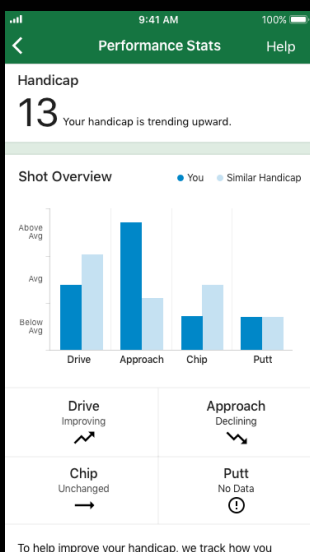 9:41 AM
100%
Performance Stats
Help
Handicap
13 Your handicap is trending upward.
Shot Overview
You
Similar Handicap
Above
Avg
Avg
Below
Avg
Drive
Approach
Chip
Putt
Drive
Improving
Approach
Declining
Chip
Unchanged
Putt
No Data
To help improve your handicap, we track how you